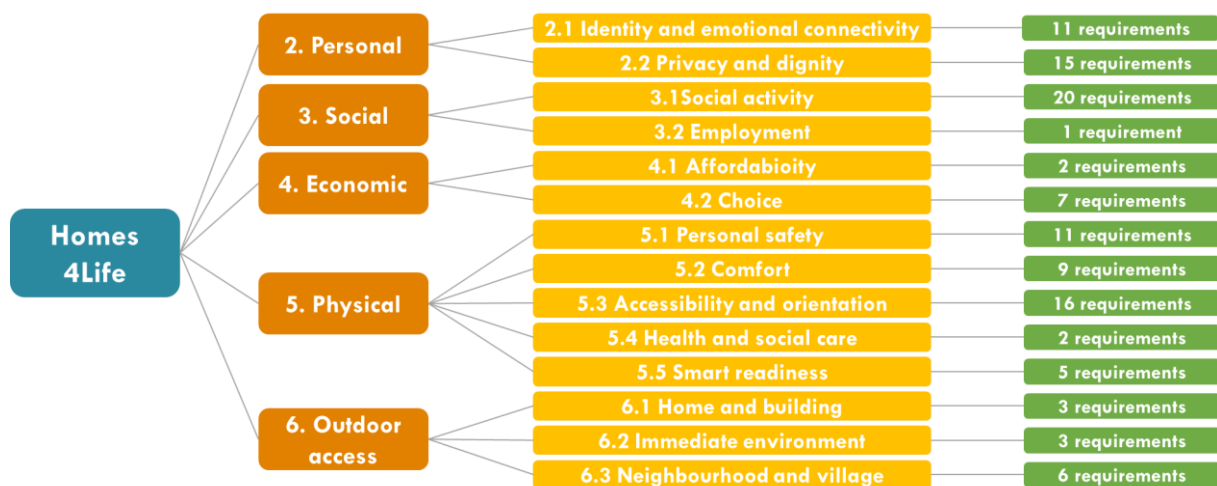 2. Personal
2.1 Identity and emotional connectivity
11 requirements
2.2 Privacy and dignity
15 requirements
3. Social
3.1Social activity
20 requirements
3.2 Employment
1 requirement
4. Economic
4.1 Affordabioity
2 requirements
4.2 Choice
7 requirements
Homes
4Life
5. Physical
5.1 Personal safety
11 requirements
5.2 Comfort
9 requirements
5.3 Accessibility and orientation
16 requirements
5.4 Health and social care
2 requirements
5.5 Smart readiness
5 requirements
6. Outdoor
access
6.1 Home and building
3 requirements
6.2 Immediate environment
3 requirements
6.3 Neighbourhood and village
6 requirements